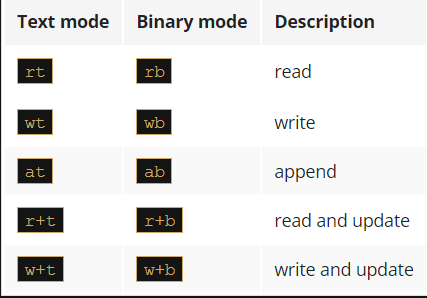 Text mode Binary mode Description
rt rb read
wt wb write
at ab append
r+t r+b read and update
w+t w+b write and update